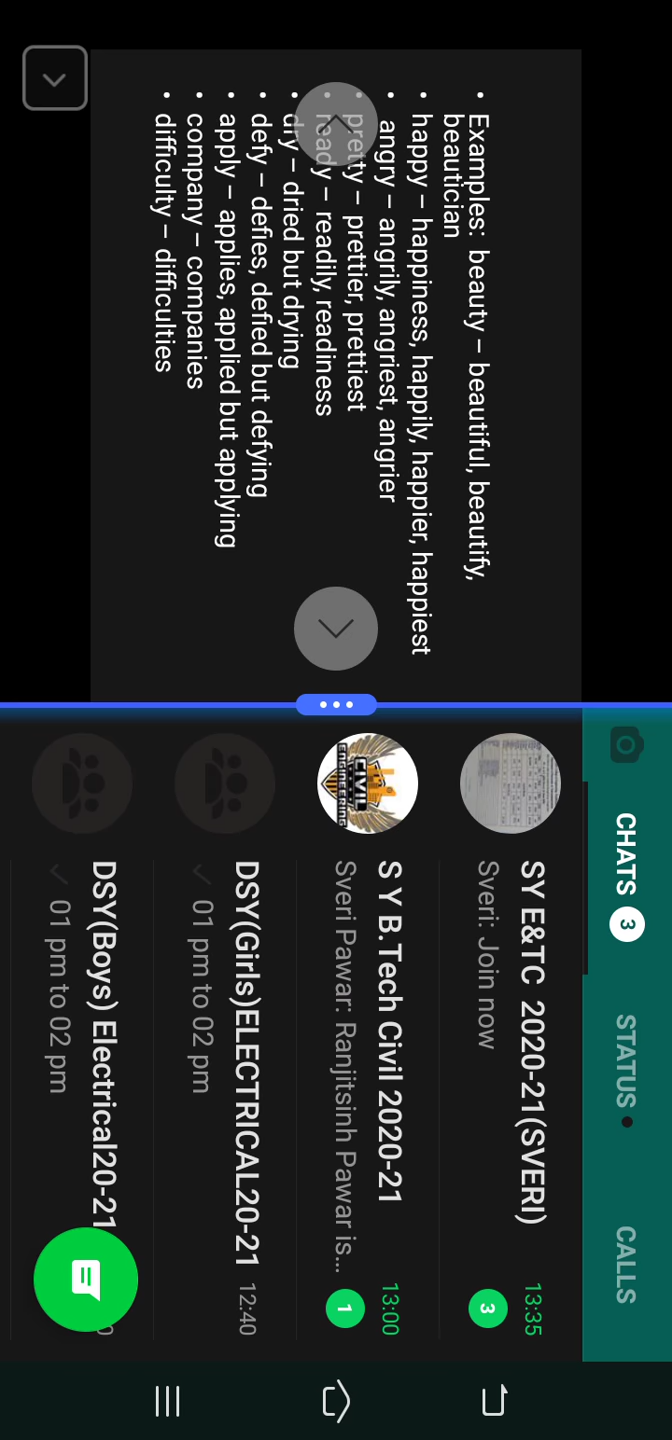 Examples: beauty – beautiful, beautify,
beautician
happy – happiness, happily, happier, happiest
angry – angrily, angriest, angrier
pretty – prettier, prettiest
ready – readily, readiness
dry – dried but drying
defy – defies, defied but defying
apply – applies, applied but applying
company – companies
difficulty – difficulties
CHATS 3 STATUS CALLS
SY E&TC 2020-21(SVERI) 13:35
Sveri: Join now 3
S Y B.Tech Civil 2020-21 13:00
Sveri Pawar: Ranjitsinh Pawar is... 1
CIVIL
ENGINEERING
DSY(Girls)ELECTRICAL20-21 12:40
01 pm to 02 pm
DSY(Boys) Electrical20-21
01 pm to 02 pm